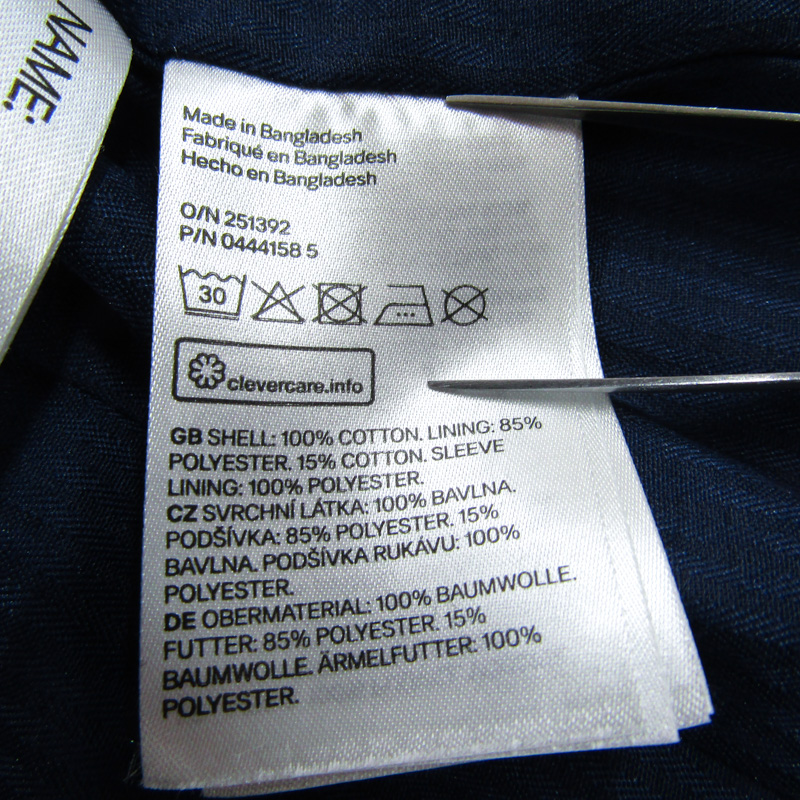 NAME:
Made in Bangladesh
Fabriqué en Bangladesh
Hecho en Bangladesh
O/N 251392
P/N 0444158 5
30
clevercare.info
GB SHELL: 100% COTTON. LINING: 85%
POLYESTER. 15% COTTON. SLEEVE
LINING: 100% POLYESTER.
CZ SVRCHNÍ LÁTKA: 100% BAVLNA.
PODŠÍVKA: 85% POLYESTER. 15%
BAVLNA. PODŠÍVKA RUKÁVU: 100%
POLYESTER.
DE OBERMATERIAL: 100% BAUMWOLLE.
FUTTER: 85% POLYESTER. 15%
BAUMWOLLE. ÄRMELFUTTER: 100%
POLYESTER.